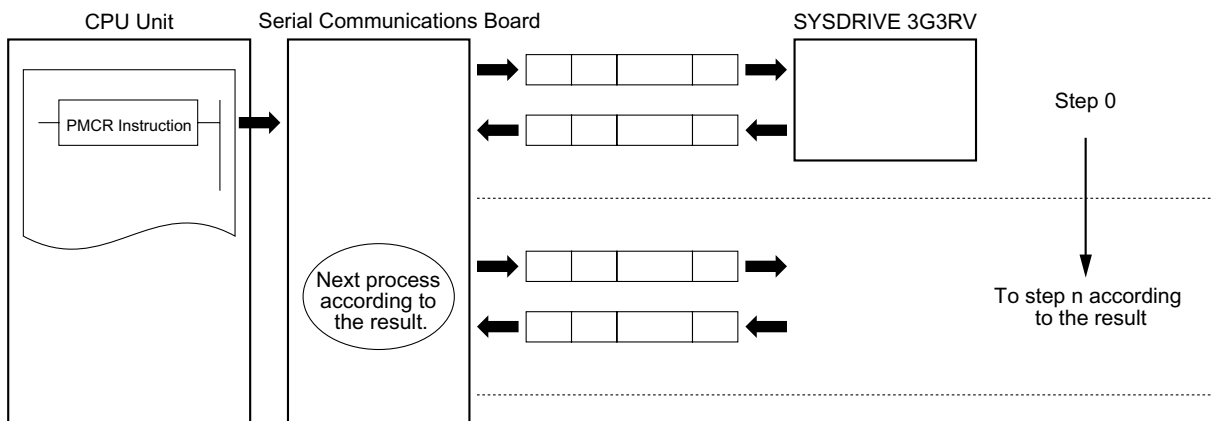 CPU Unit
Serial Communications Board
SYSDRIVE 3G3RV
PMCR Instruction
Step 0
Next process
according to
the result.
To step n according
to the result